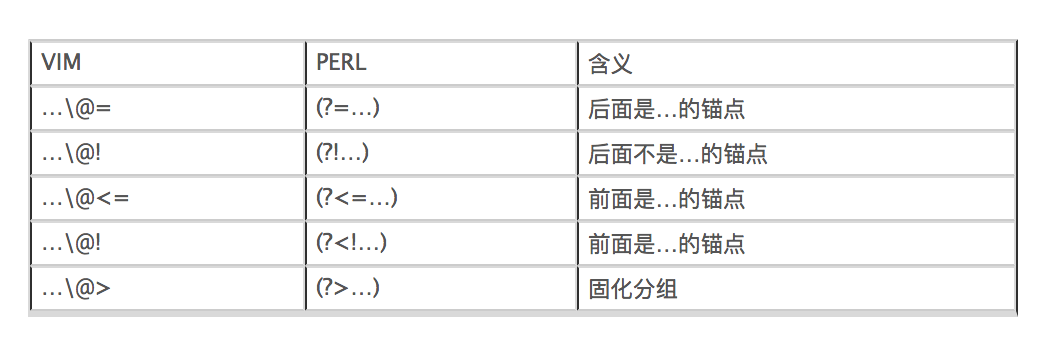 VIM PERL 含义
…\@= (?=…) 后面是…的锚点
…\@! (?!…) 后面不是…的锚点
…\@<= (?<=…) 前面是…的锚点
…\@! (?<!…) 前面是…的锚点
…\@> (?>…) 固化分组